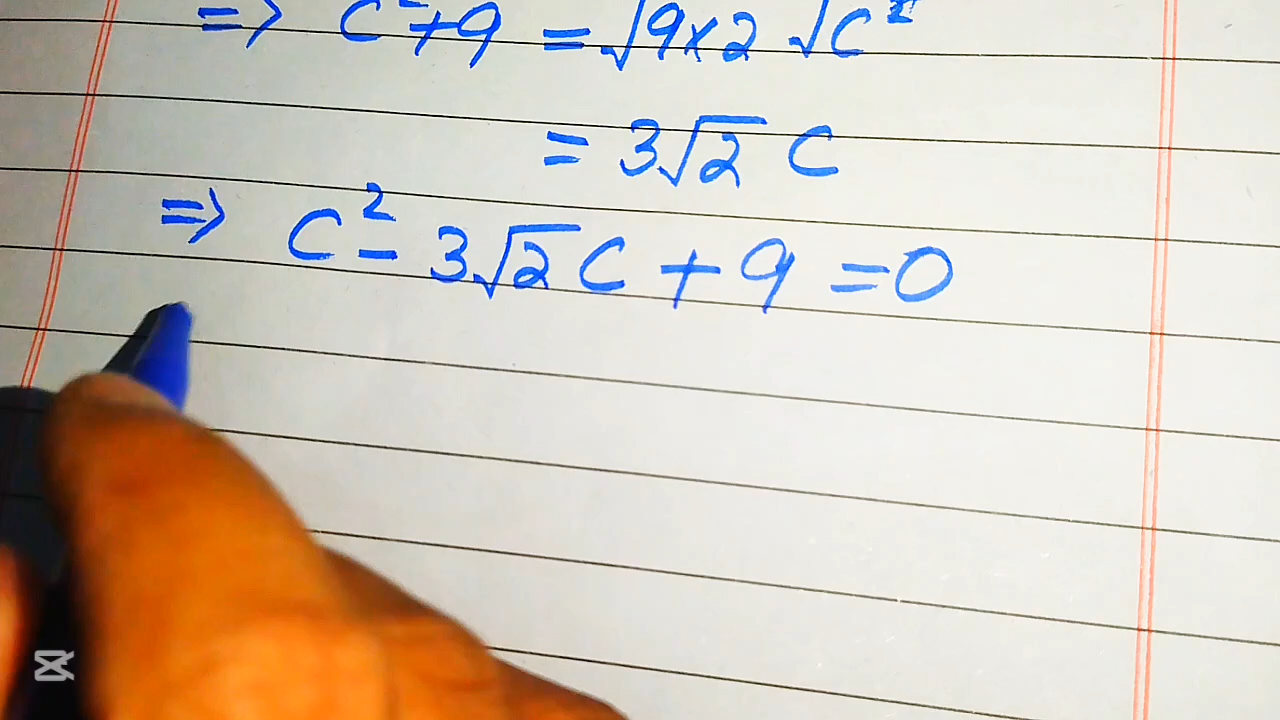 => C²+9 = √9×2 √C²
= 3√2 C
=> C² - 3√2 C + 9 = 0